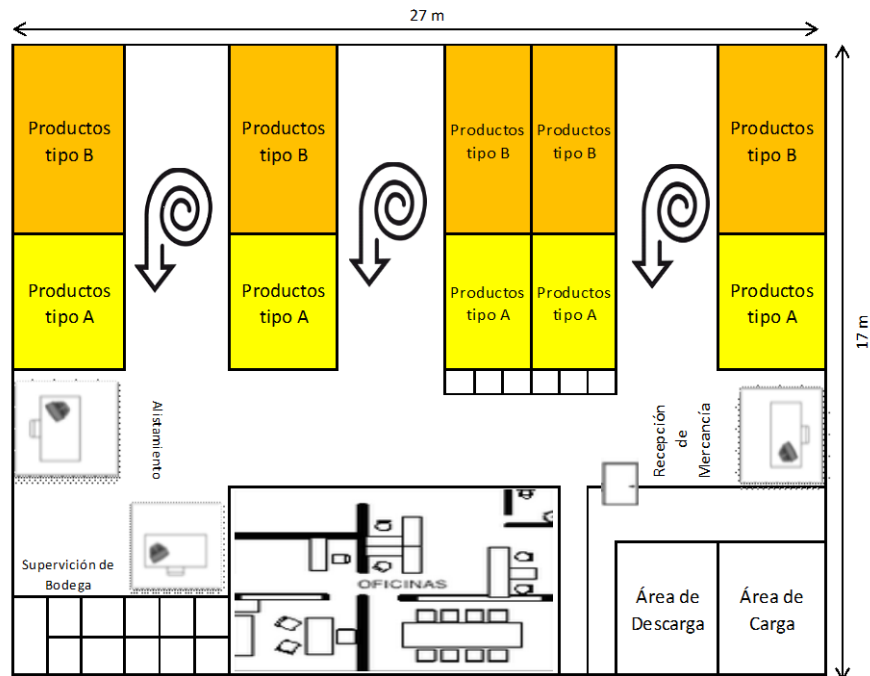 27 m
Productos
tipo B
Productos
tipo B
Productos
tipo B
Productos
tipo B
Productos
tipo B
Productos
tipo A
Productos
tipo A
Productos
tipo A
Productos
tipo A
Productos
tipo A
17 m
Alistamiento
Recepción
de
Mercancía
Supervición de
Bodega
OFICINAS
Área de
Descarga
Área de
Carga